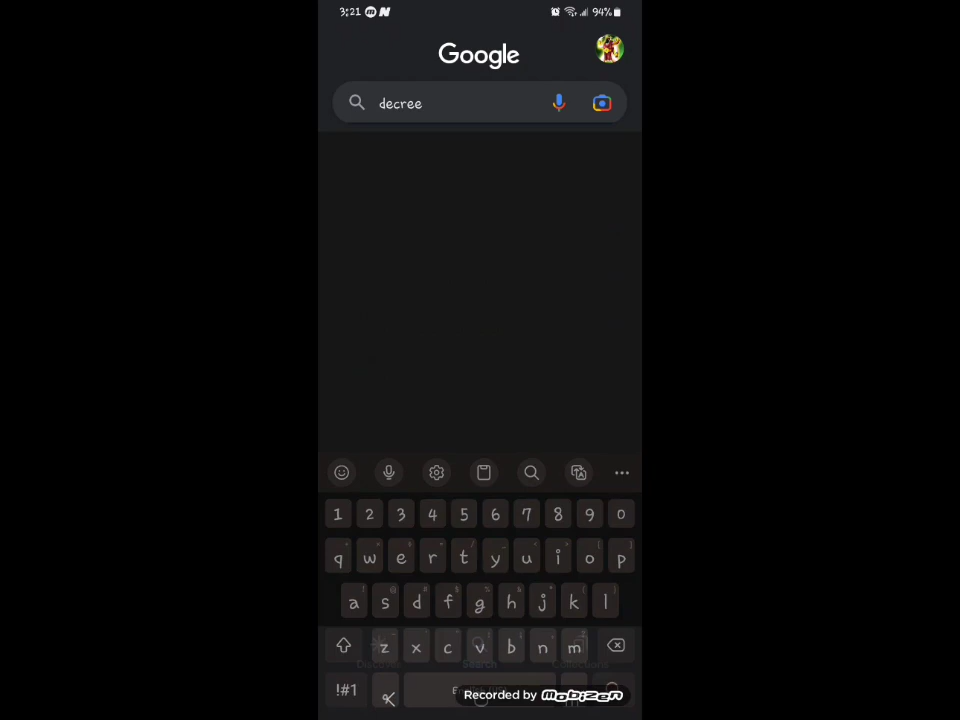 3:21 94%
Google
decree
1 2 3 4 5 6 7 8 9 0
q w e r t y u i o p
a s d f g h j k l
z x c v b n m
Search
!#1
Recorded by mobizen